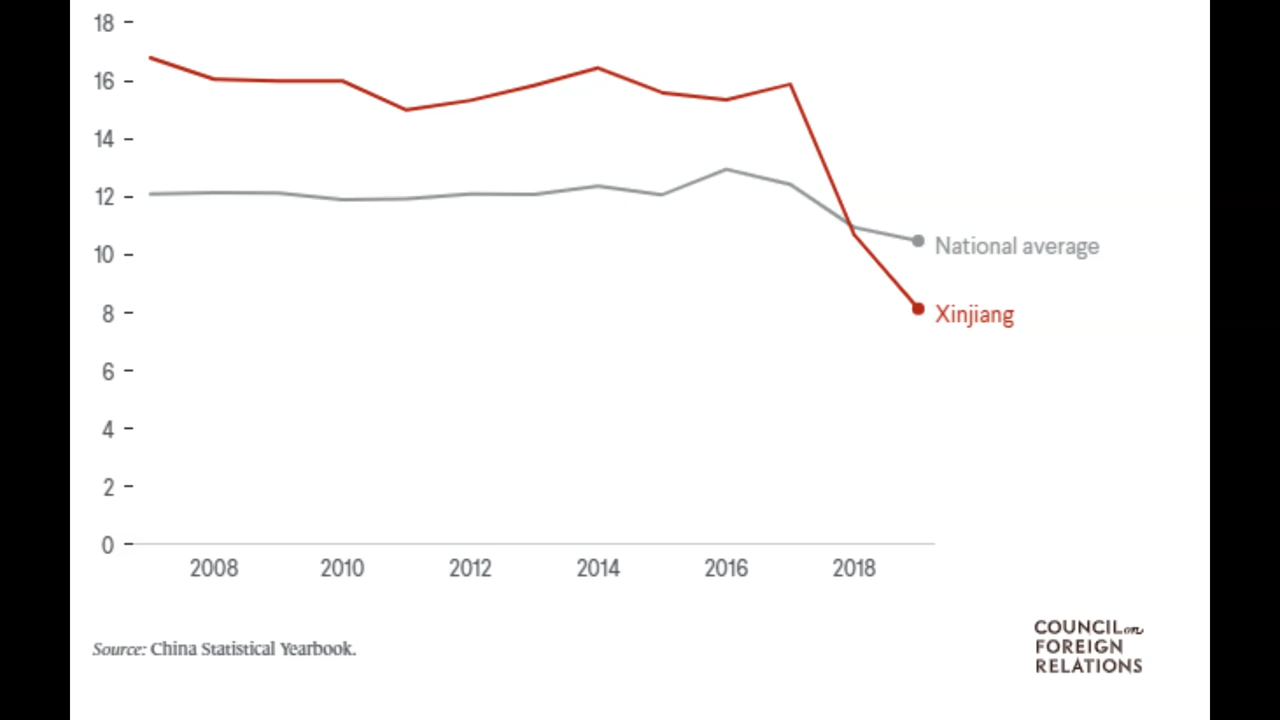 18
16
14
12
10
8
6
4
2
0
National average
Xinjiang
2008 2010 2012 2014 2016 2018
Source: China Statistical Yearbook.
COUNCIL on
FOREIGN
RELATIONS